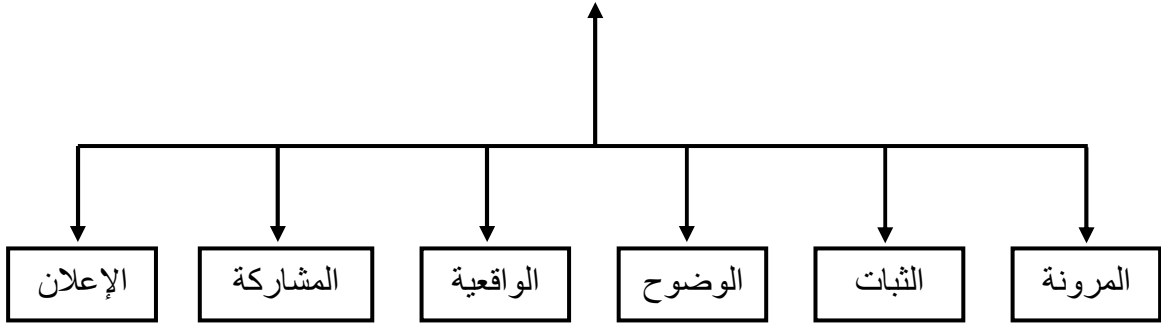 المرونة
الثبات
الوضوح
الواقعية
المشاركة
الإعلان